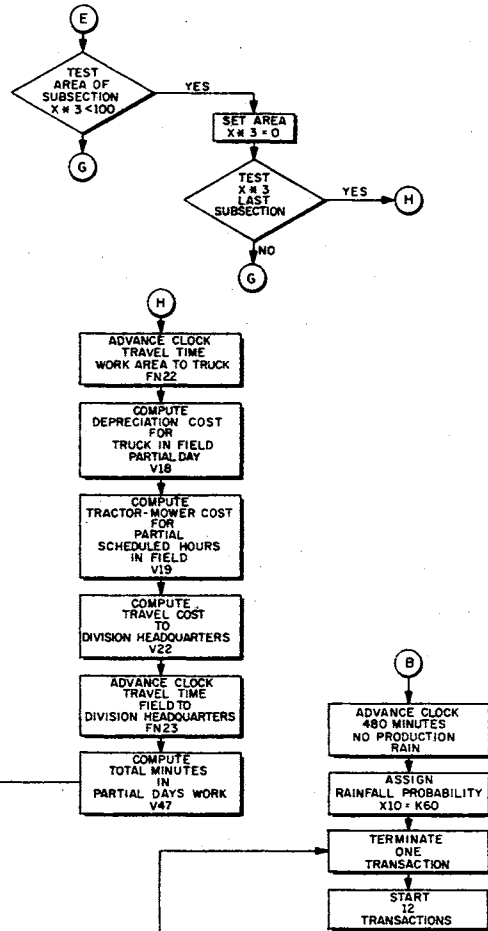 E
TEST
AREA OF
SUBSECTION
X * 3 < 100
YES
SET AREA
X * 3 = 0
G
TEST
X * 3
LAST
SUBSECTION
YES
H
NO
G
H
ADVANCE CLOCK
TRAVEL TIME
WORK AREA TO TRUCK
FN22
COMPUTE
DEPRECIATION COST
FOR
TRUCK IN FIELD
PARTIAL DAY
V18
COMPUTE
TRACTOR-MOWER COST
FOR
PARTIAL
SCHEDULED HOURS
IN FIELD
V19
COMPUTE
TRAVEL COST
TO
DIVISION HEADQUARTERS
V22
ADVANCE CLOCK
TRAVEL TIME
FIELD TO
DIVISION HEADQUARTERS
FN23
COMPUTE
TOTAL MINUTES
IN
PARTIAL DAYS WORK
V47
B
ADVANCE CLOCK
480 MINUTES
NO PRODUCTION
RAIN
ASSIGN
RAINFALL PROBABILITY
X10 = K60
TERMINATE
ONE
TRANSACTION
START
12
TRANSACTIONS